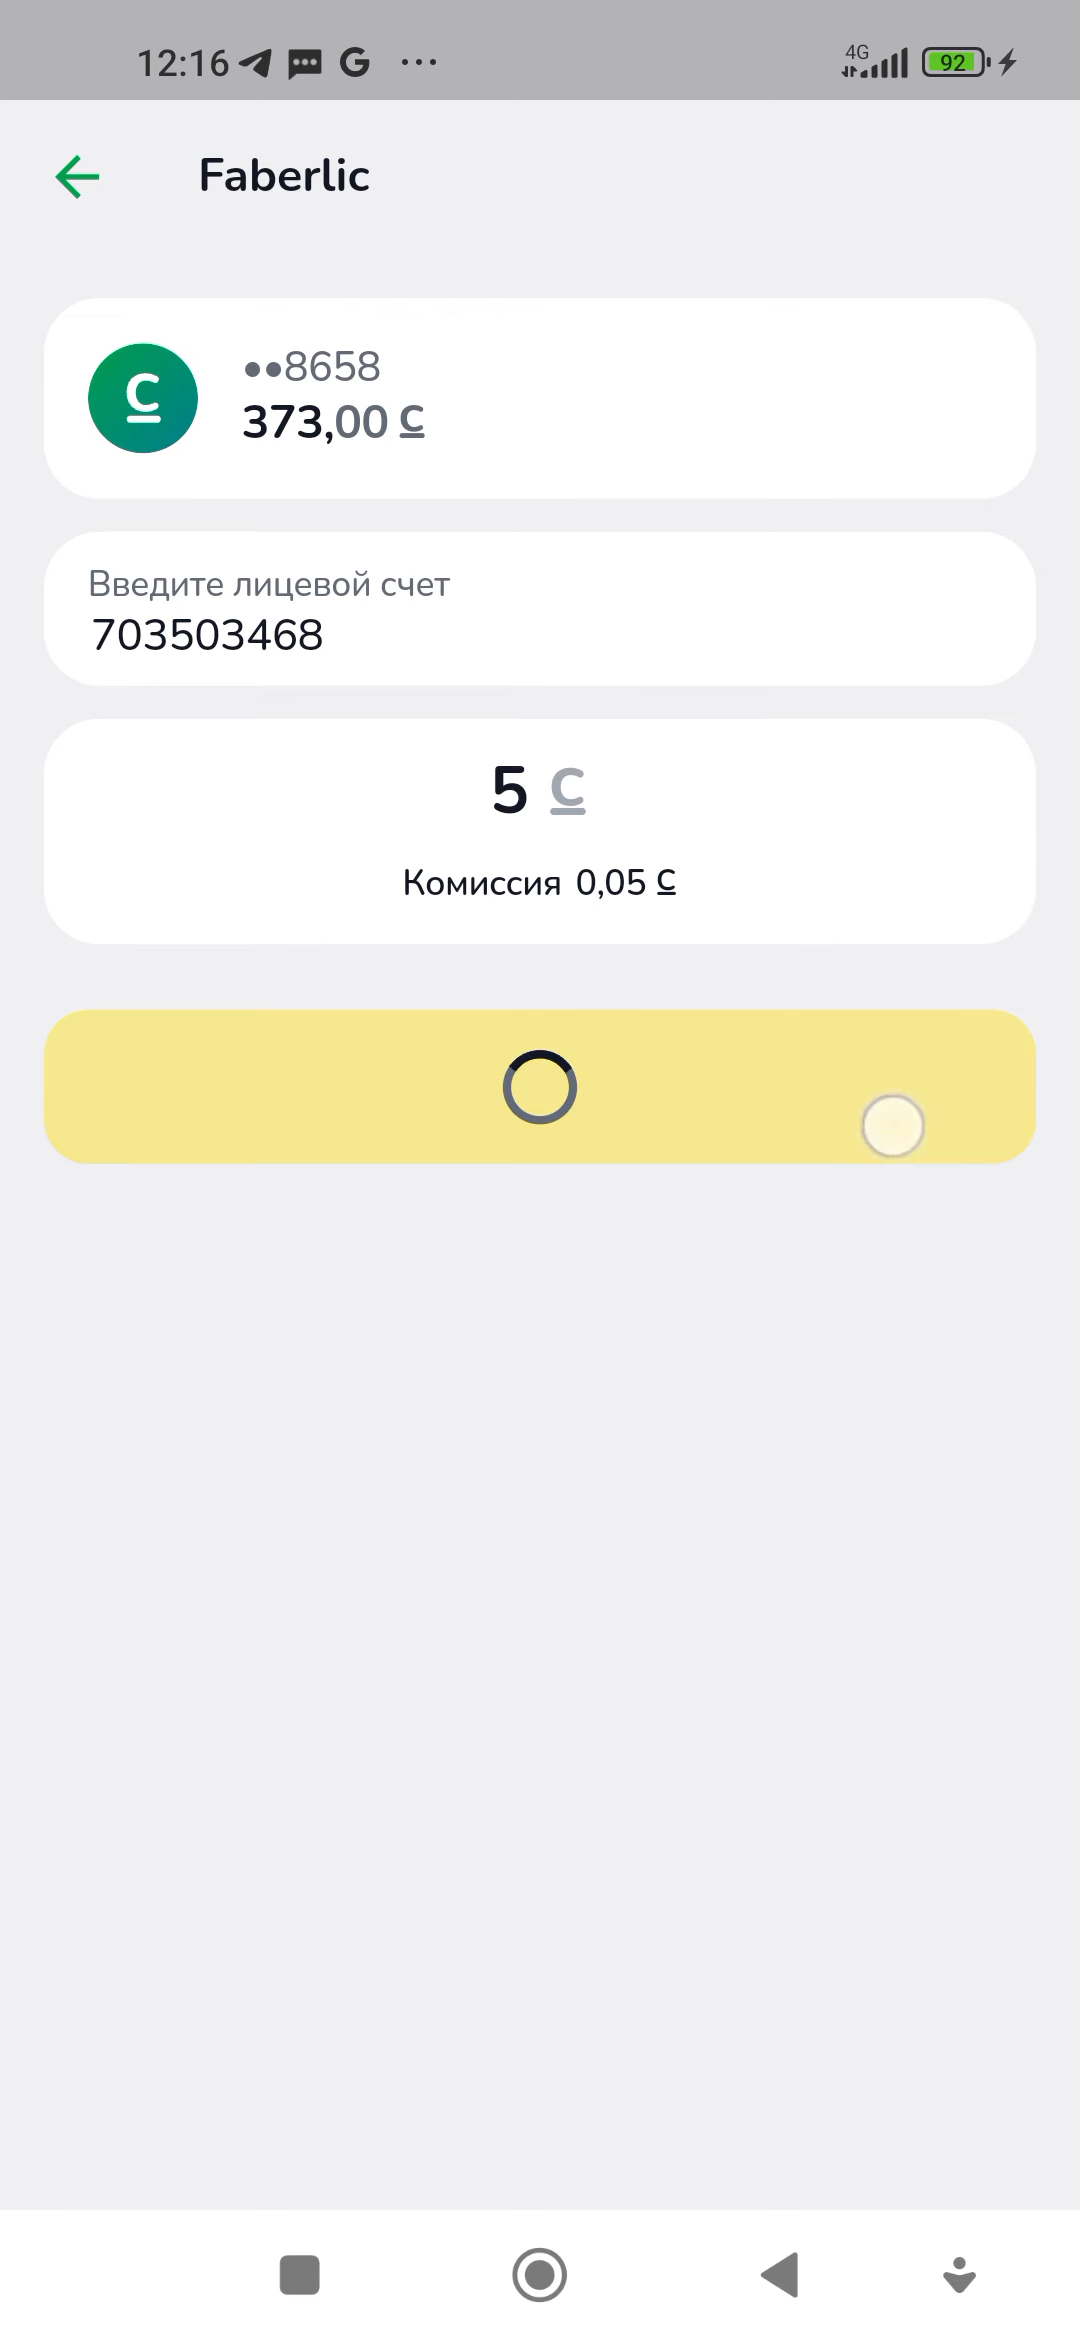 12:16 G ... 4G 92
Faberlic
••8658
373,00 С
Введите лицевой счет
703503468
5 С
Комиссия 0,05 С